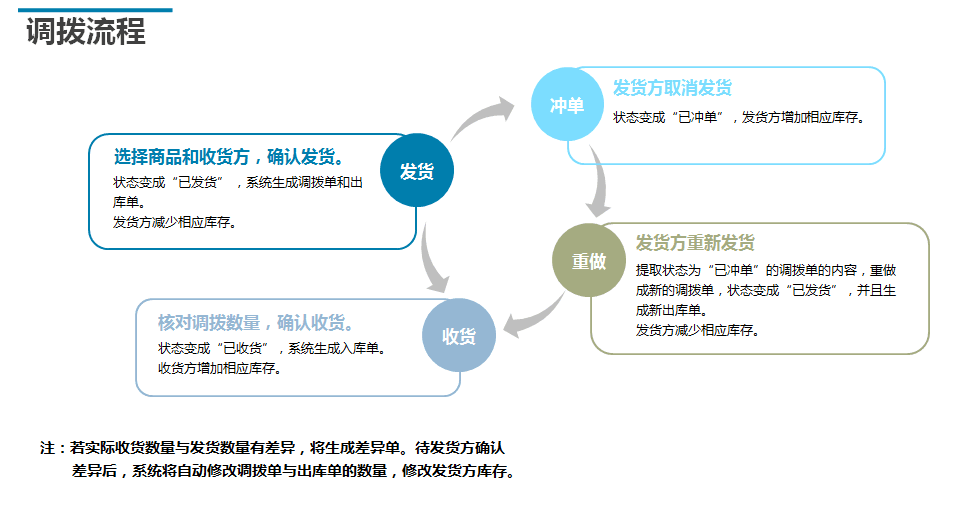 调拨流程
冲单
发货方取消发货
状态变成“已冲单”，发货方增加相应库存。
发货
选择商品和收货方，确认发货。
状态变成“已发货” ，系统生成调拨单和出
库单。
发货方减少相应库存。
重做
发货方重新发货
提取状态为“已冲单”的调拨单的内容，重做
成新的调拨单，状态变成“已发货”，并且生
成新出库单。
发货方减少相应库存。
收货
核对调拨数量，确认收货。
状态变成“已收货”，系统生成入库单。
收货方增加相应库存。
注：若实际收货数量与发货数量有差异，将生成差异单。待发货方确认
差异后，系统将自动修改调拨单与出库单的数量，修改发货方库存。